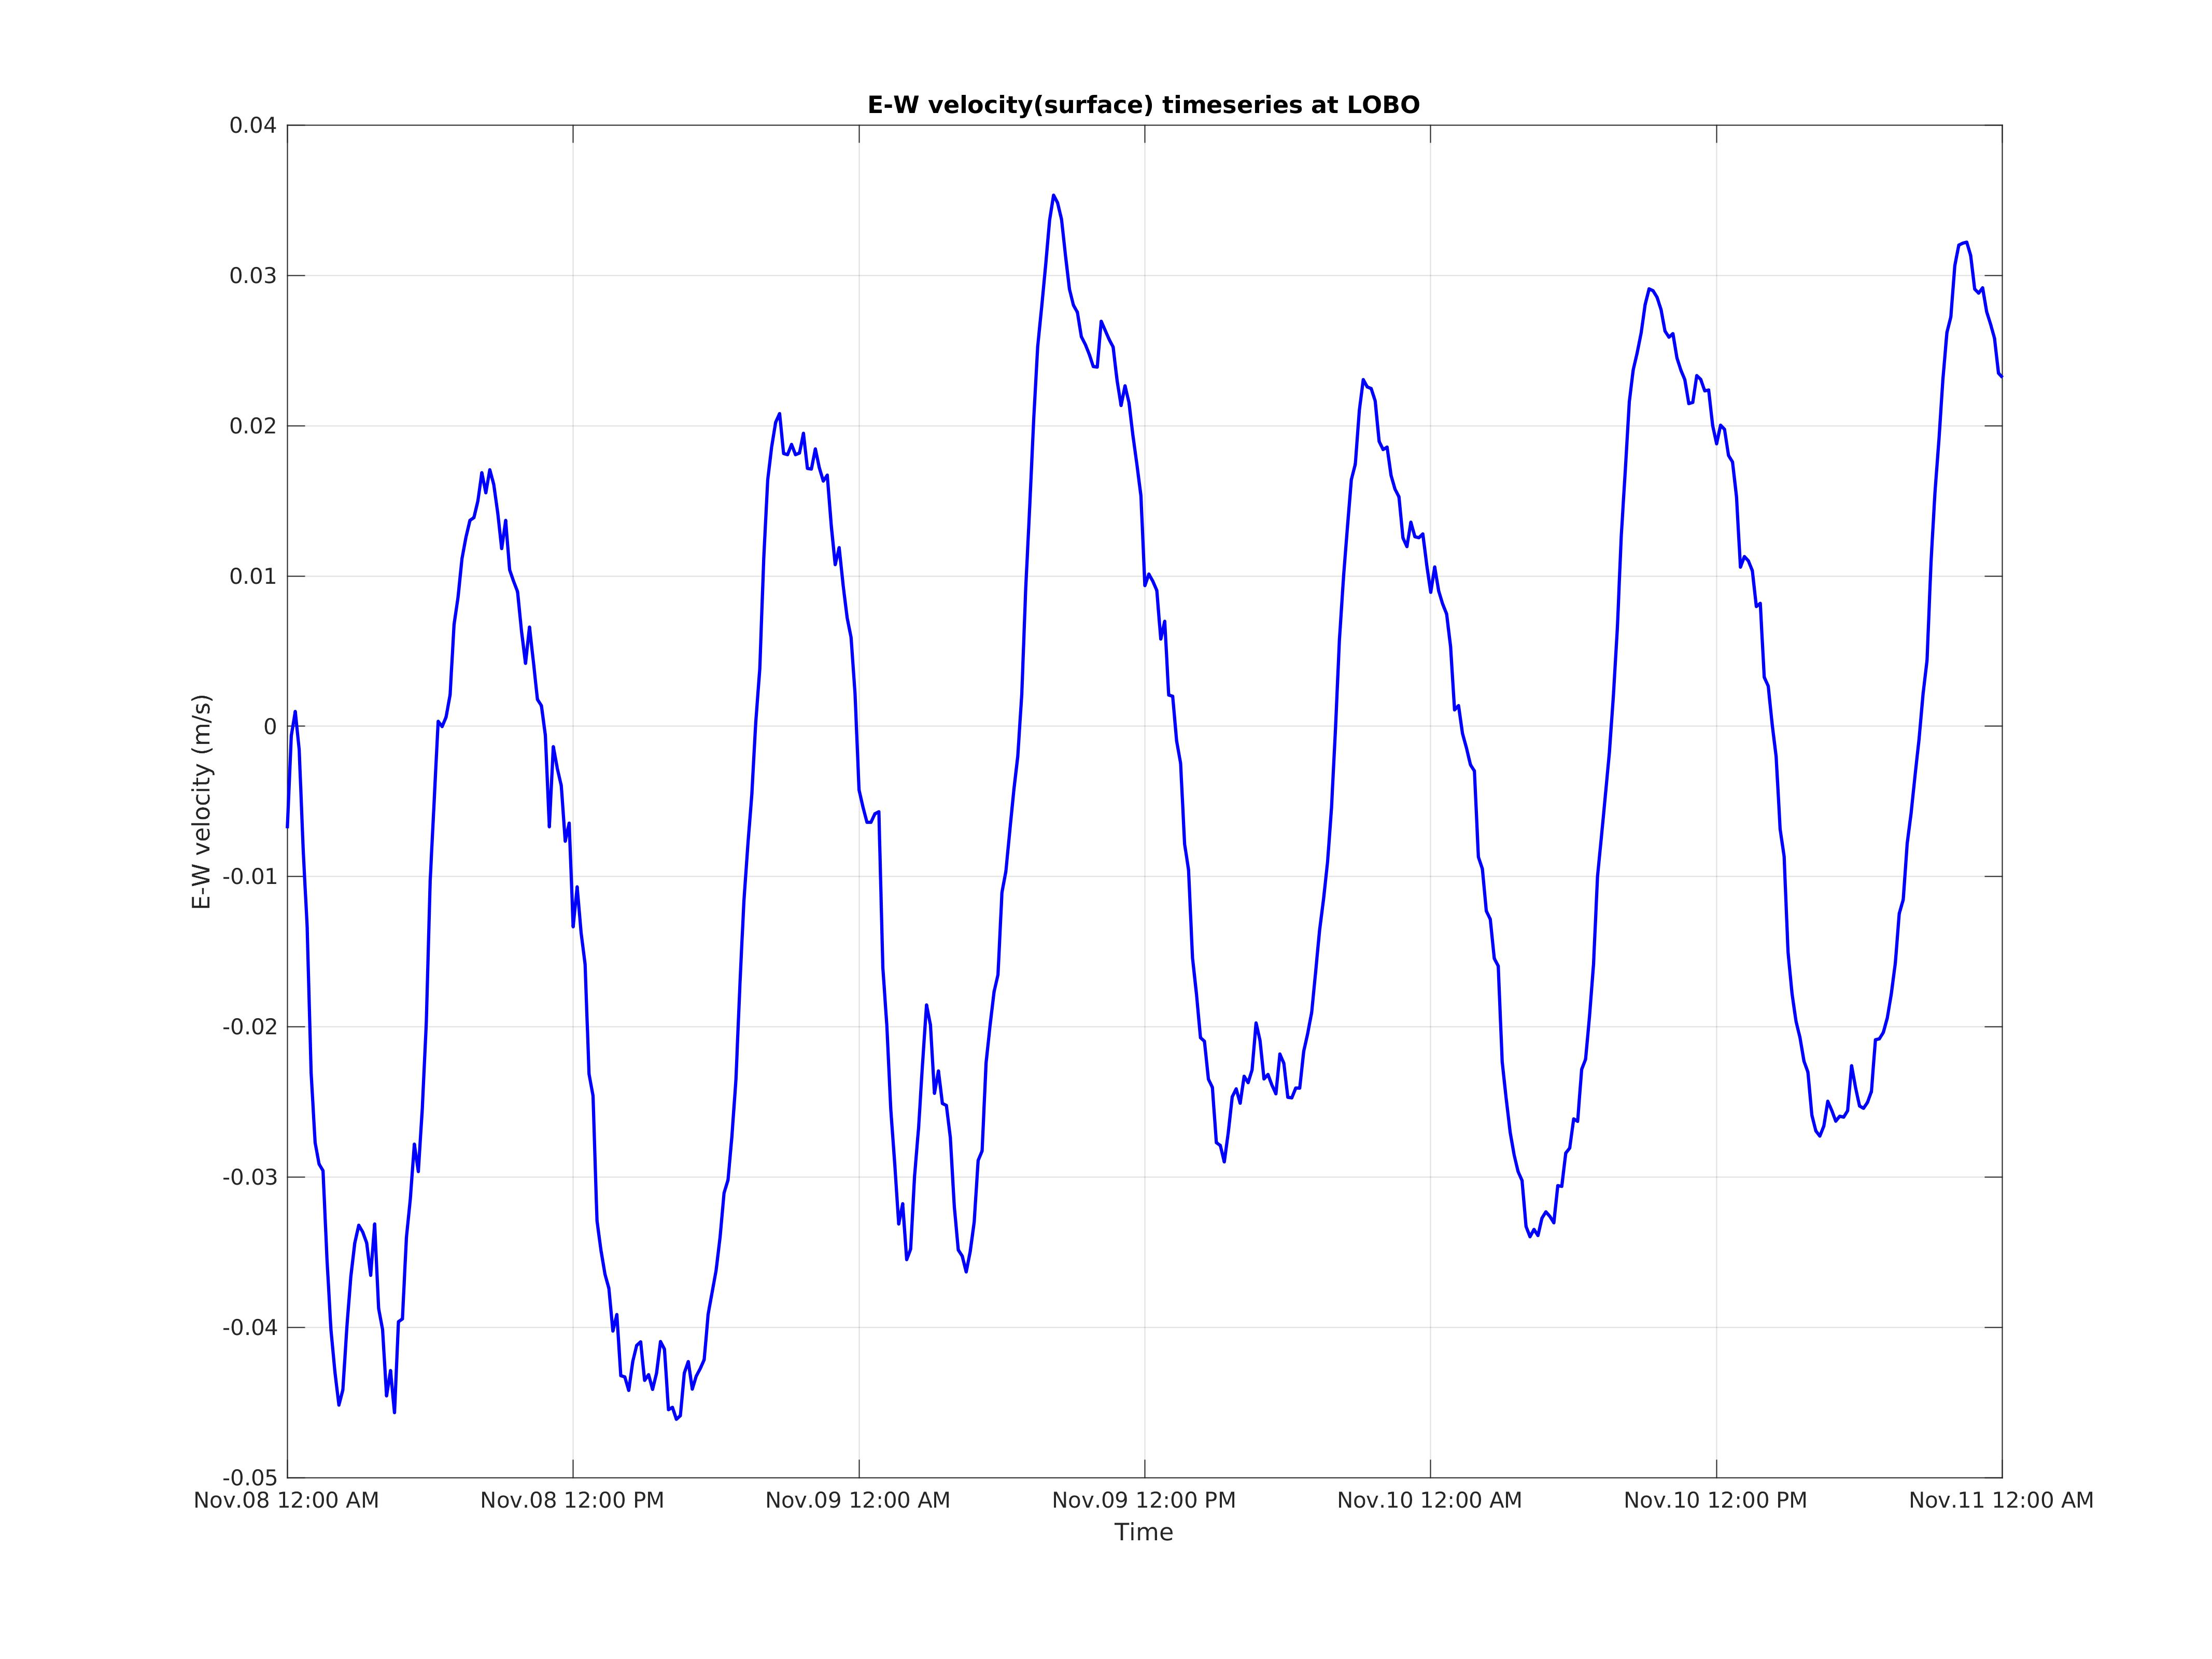 E-W velocity(surface) timeseries at LOBO
0.04
0.03
0.02
0.01
0
-0.01
-0.02
-0.03
-0.04
-0.05
E-W velocity (m/s)
Nov.08 12:00 AM Nov.08 12:00 PM Nov.09 12:00 AM Nov.09 12:00 PM Nov.10 12:00 AM Nov.10 12:00 PM Nov.11 12:00 AM
Time